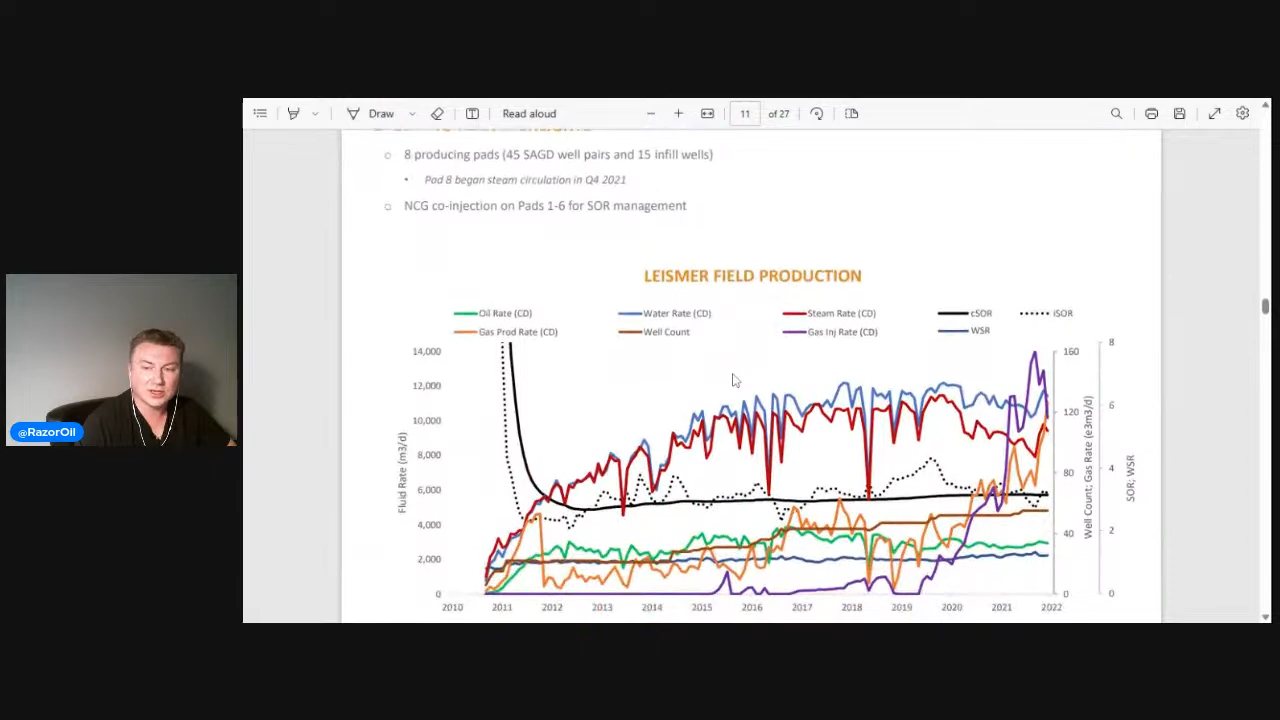 Draw
Read aloud
11
of 27
8 producing pads (45 SAGD well pairs and 15 infill wells)
Pad 8 began steam circulation in Q4 2021
NCG co-injection on Pads 1-6 for SOR management
LEISMER FIELD PRODUCTION
Oil Rate (CD)
Water Rate (CD)
Steam Rate (CD)
cSOR
iSOR
Gas Prod Rate (CD)
Well Count
Gas Inj Rate (CD)
WSR
14,000
12,000
10,000
8,000
6,000
4,000
2,000
0
Fluid Rate (m3/d)
160
120
80
40
0
Well Count; Gas Rate (e3m3/d)
8
6
4
2
0
SOR; WSR
2010
2011
2012
2013
2014
2015
2016
2017
2018
2019
2020
2021
2022
@RazorOil